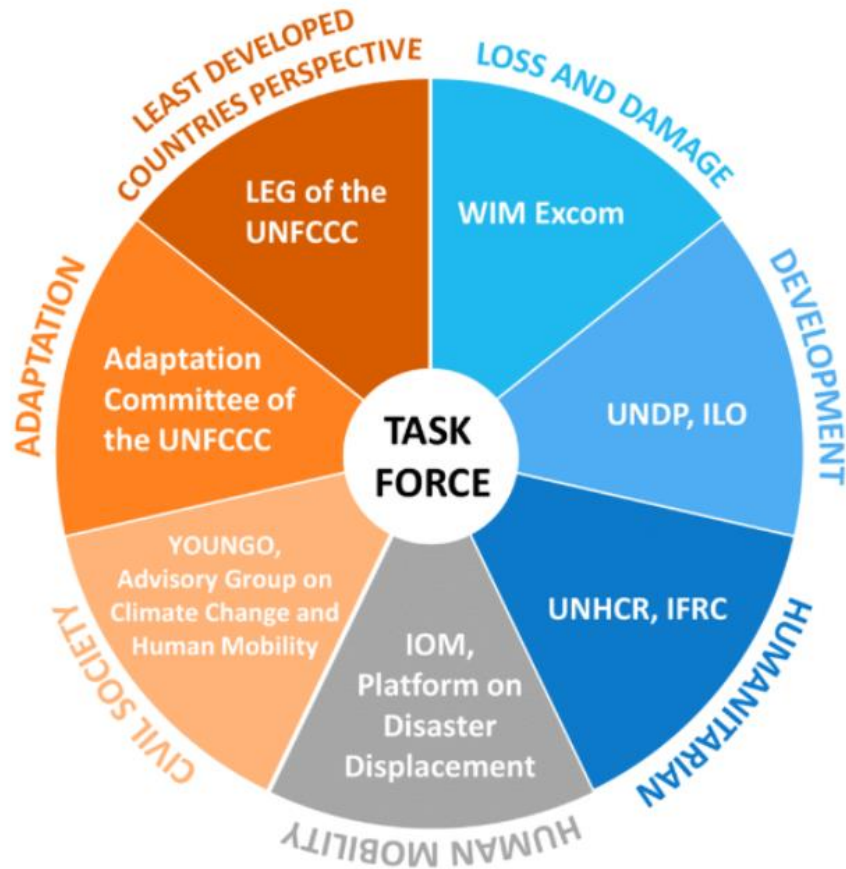 LEAST DEVELOPED
COUNTRIES PERSPECTIVE
LOSS AND DAMAGE
LEG of the
UNFCCC
WIM Excom
ADAPTATION
DEVELOPMENT
Adaptation
Committee of
the UNFCCC
TASK
FORCE
UNDP, ILO
YOUNGO,
Advisory Group on
Climate Change and
Human Mobility
UNHCR, IFRC
IOM,
Platform on
Disaster
Displacement
CIVIL SOCIETY
HUMANITARIAN
HUMAN MOBILITY